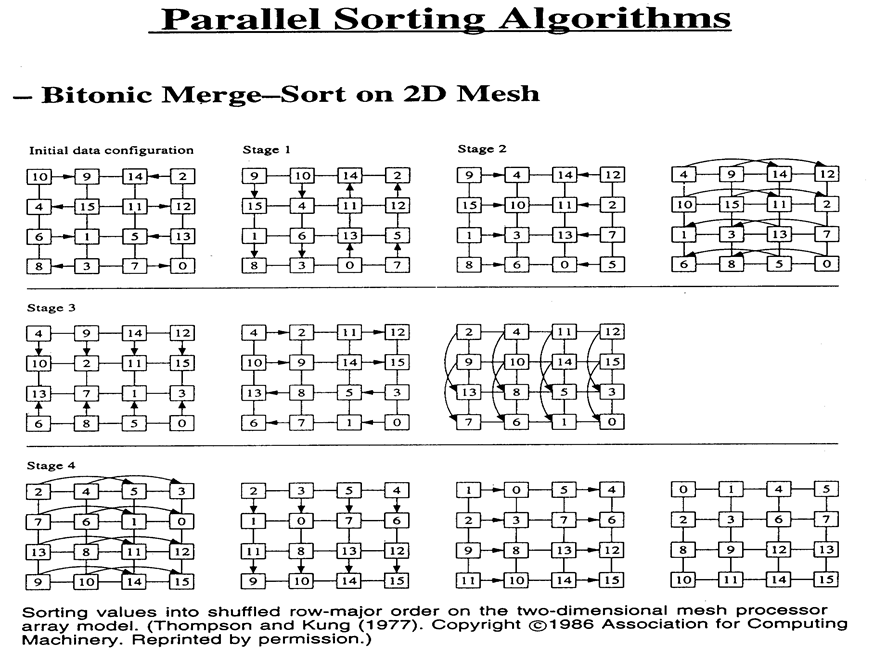 Parallel Sorting Algorithms
– Bitonic Merge–Sort on 2D Mesh
Initial data configuration Stage 1 Stage 2
10 9 14 2 9 10 14 2 9 4 14 12 4 9 14 12
4 15 11 12 15 4 11 12 15 10 11 2 10 15 11 2
6 1 5 13 1 6 13 5 1 3 13 7 1 3 13 7
8 3 7 0 8 3 0 7 8 6 0 5 6 8 5 0
Stage 3
4 9 14 12 4 2 11 12 2 4 11 12
10 2 11 15 10 9 14 15 9 10 14 15
13 7 1 3 13 8 5 3 13 8 5 3
6 8 5 0 6 7 1 0 7 6 1 0
Stage 4
2 4 5 3 2 3 5 4 1 0 5 4 0 1 4 5
7 6 1 0 1 0 7 6 2 3 7 6 2 3 6 7
13 8 11 12 11 8 13 12 9 8 13 12 8 9 12 13
9 10 14 15 9 10 14 15 11 10 14 15 10 11 14 15
Sorting values into shuffled row-major order on the two-dimensional mesh processor
array model. (Thompson and Kung (1977). Copyright ©1986 Association for Computing
Machinery. Reprinted by permission.)